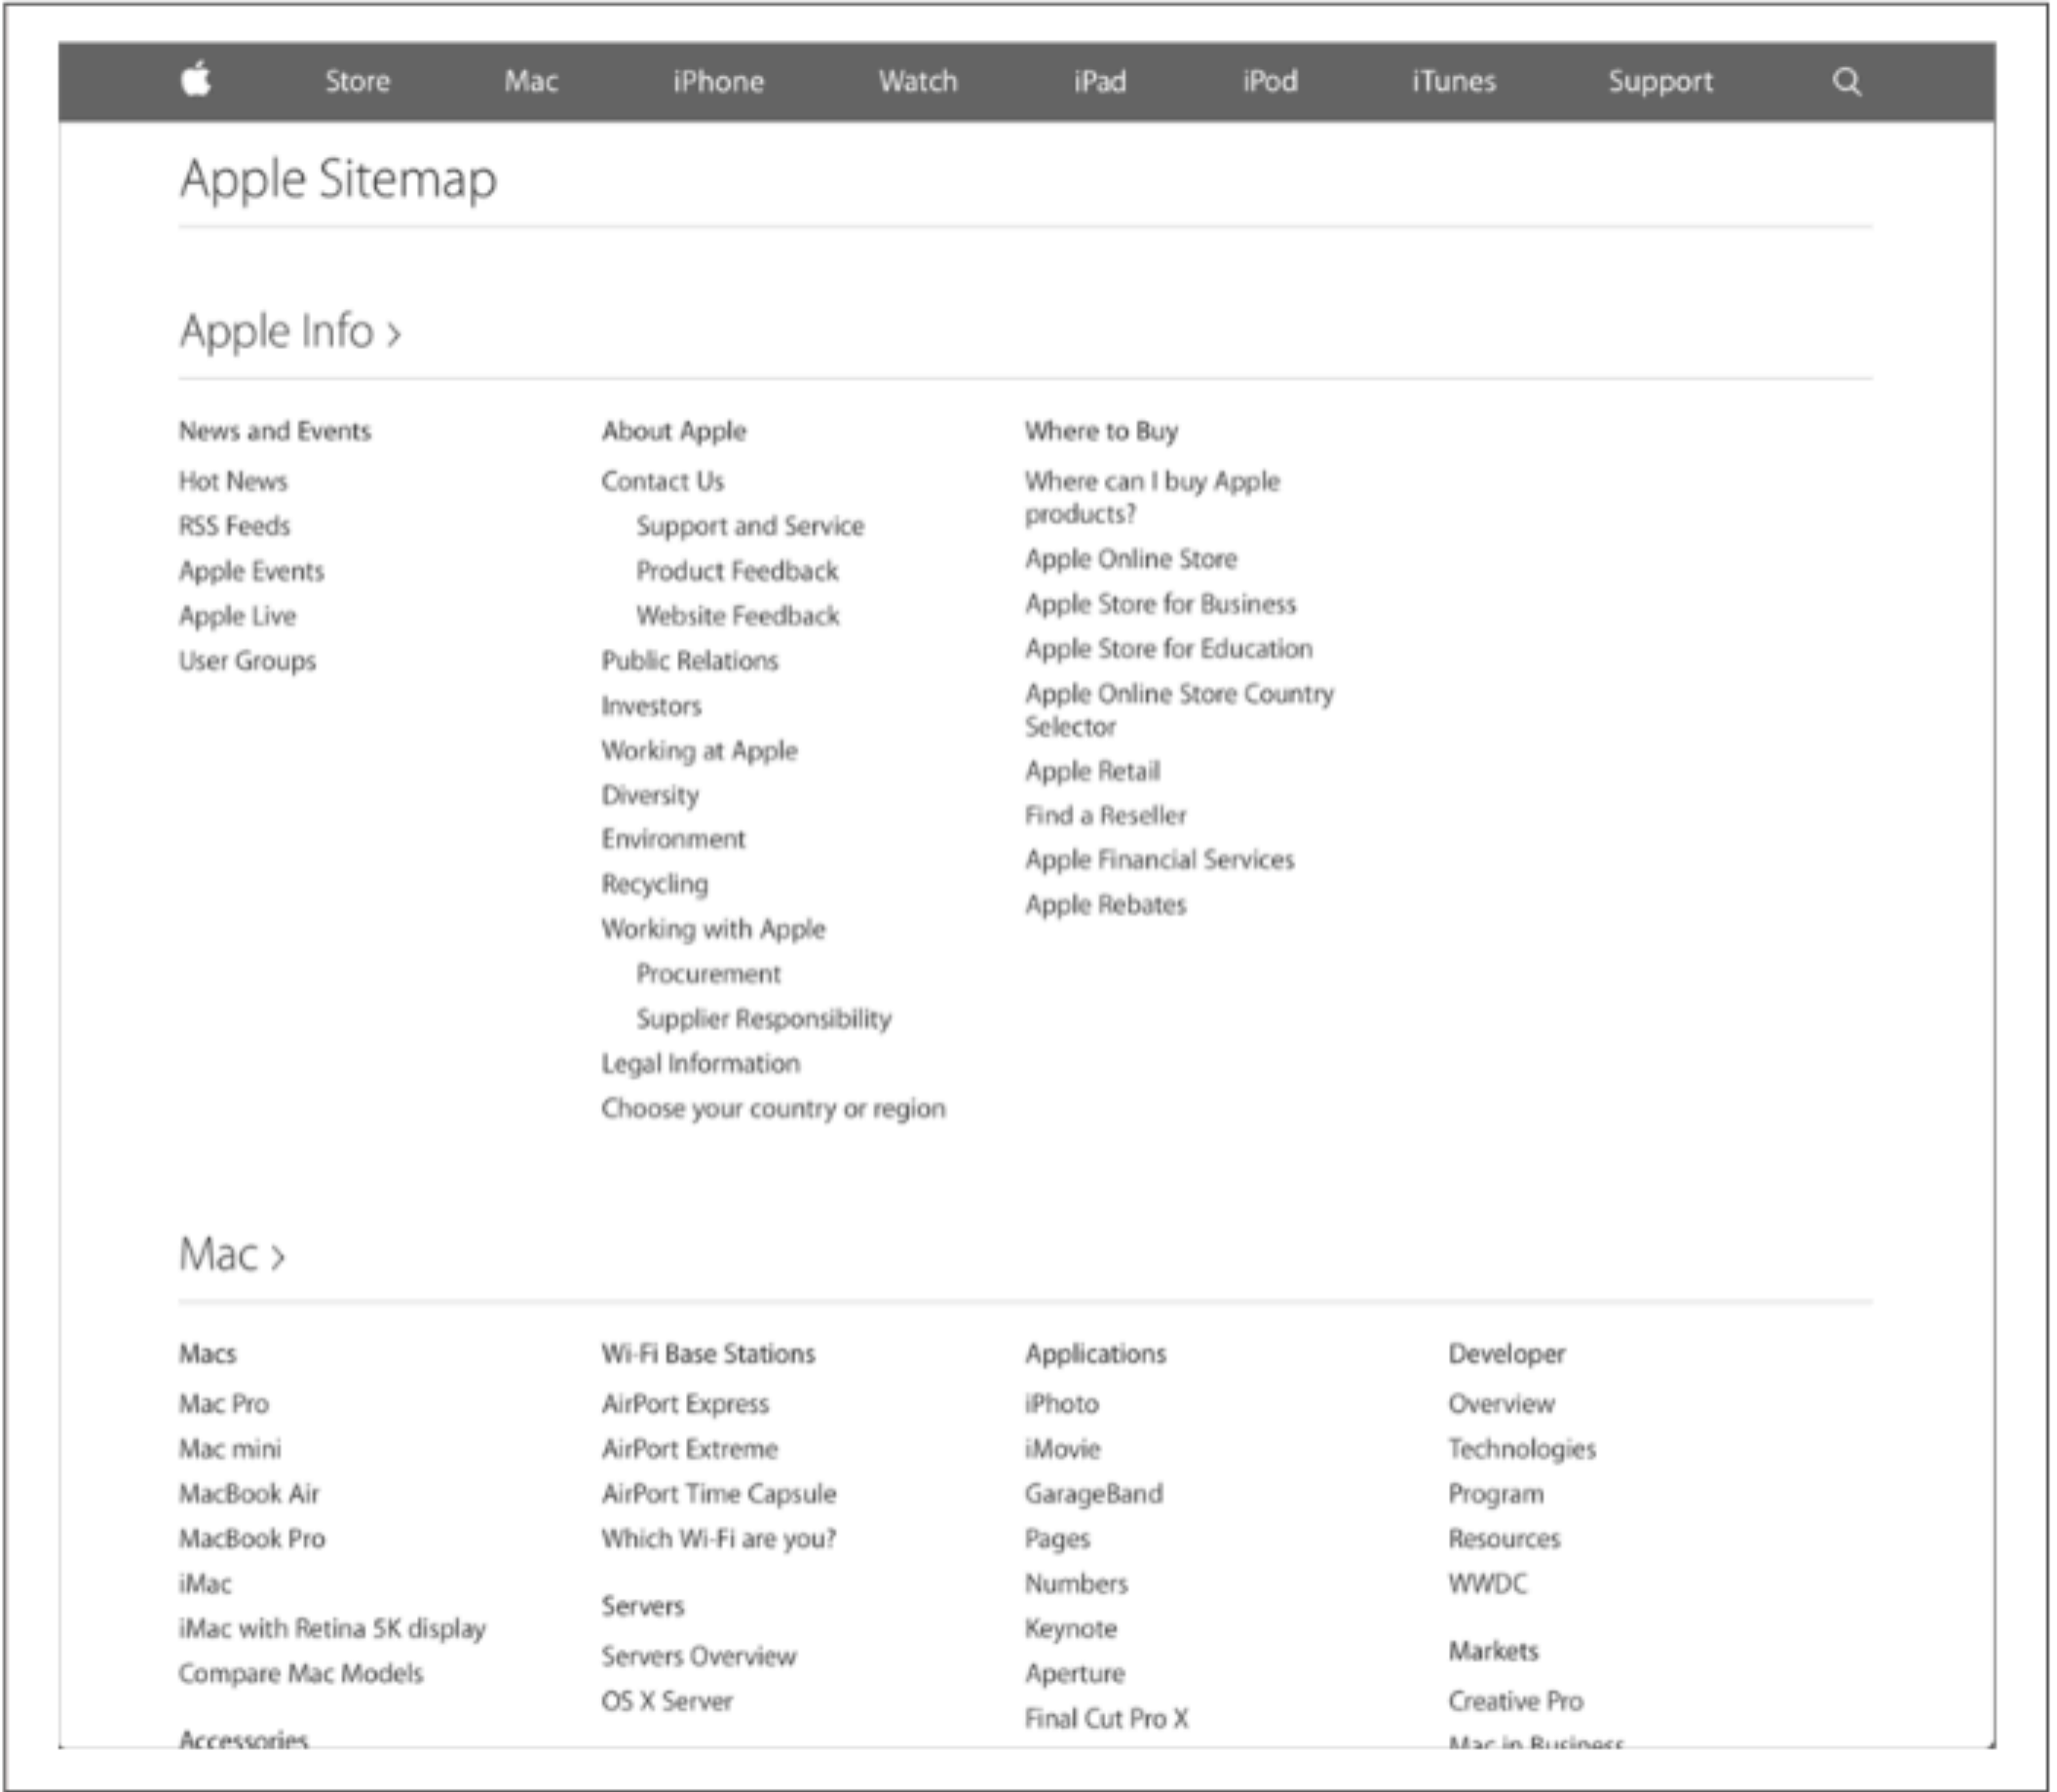 Store Mac iPhone Watch iPad iPod iTunes Support
Apple Sitemap
Apple Info >
News and Events
Hot News
RSS Feeds
Apple Events
Apple Live
User Groups
About Apple
Contact Us
Support and Service
Product Feedback
Website Feedback
Public Relations
Investors
Working at Apple
Diversity
Environment
Recycling
Working with Apple
Procurement
Supplier Responsibility
Legal Information
Choose your country or region
Where to Buy
Where can I buy Apple
products?
Apple Online Store
Apple Store for Business
Apple Store for Education
Apple Online Store Country
Selector
Apple Retail
Find a Reseller
Apple Financial Services
Apple Rebates
Mac >
Macs
Mac Pro
Mac mini
MacBook Air
MacBook Pro
iMac
iMac with Retina 5K display
Compare Mac Models
Accessories
Wi-Fi Base Stations
AirPort Express
AirPort Extreme
AirPort Time Capsule
Which Wi-Fi are you?
Servers
Servers Overview
OS X Server
Applications
iPhoto
iMovie
GarageBand
Pages
Numbers
Keynote
Aperture
Final Cut Pro X
Developer
Overview
Technologies
Program
Resources
WWDC
Markets
Creative Pro
Mac in Business